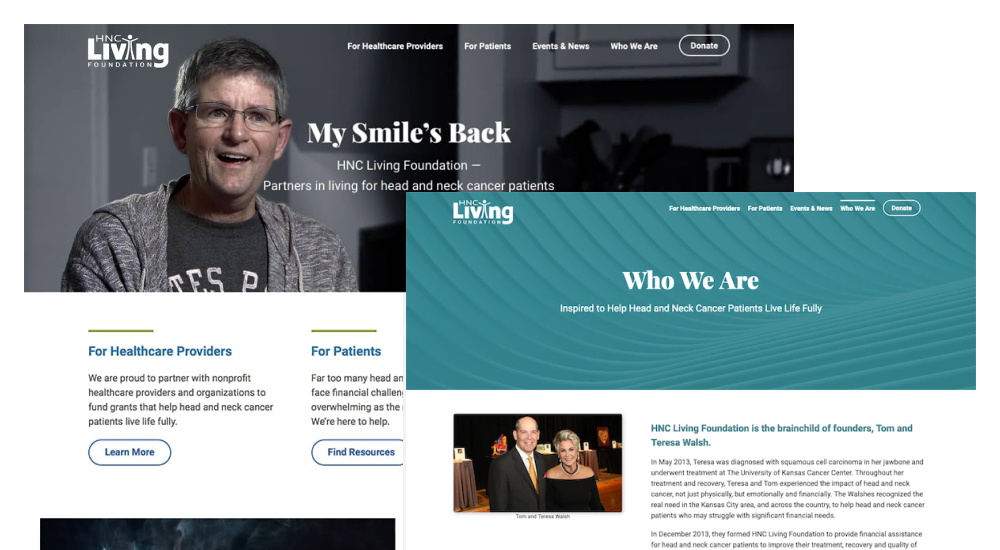 HNC
Living
FOUNDATION
For Healthcare Providers
For Patients
Events & News
Who We Are
Donate
My Smile's Back
HNC Living Foundation —
Partners in living for head and neck cancer patients
TES P
For Healthcare Providers
We are proud to partner with nonprofit
healthcare providers and organizations to
fund grants that help head and neck cancer
patients live life fully.
Learn More
For Patients
Far too many head an
face financial challen
overwhelming as the
We're here to help.
Find Resources
HNC
Living
FOUNDATION
For Healthcare Providers
For Patients
Events & News
Who We Are
Donate
Who We Are
Inspired to Help Head and Neck Cancer Patients Live Life Fully
Tom and Teresa Walsh
HNC Living Foundation is the brainchild of founders, Tom and
Teresa Walsh.
In May 2013, Teresa was diagnosed with squamous cell carcinoma in her jawbone and
underwent treatment at The University of Kansas Cancer Center. Throughout her
treatment and recovery, Teresa and Tom experienced the impact of head and neck
cancer, not just physically, but emotionally and financially. The Walshes recognized the
real need in the Kansas City area, and across the country, to help head and neck cancer
patients who may struggle with significant financial needs.
In December 2013, they formed HNC Living Foundation to provide financial assistance
for head and neck cancer patients to improve their treatment, recovery and quality of